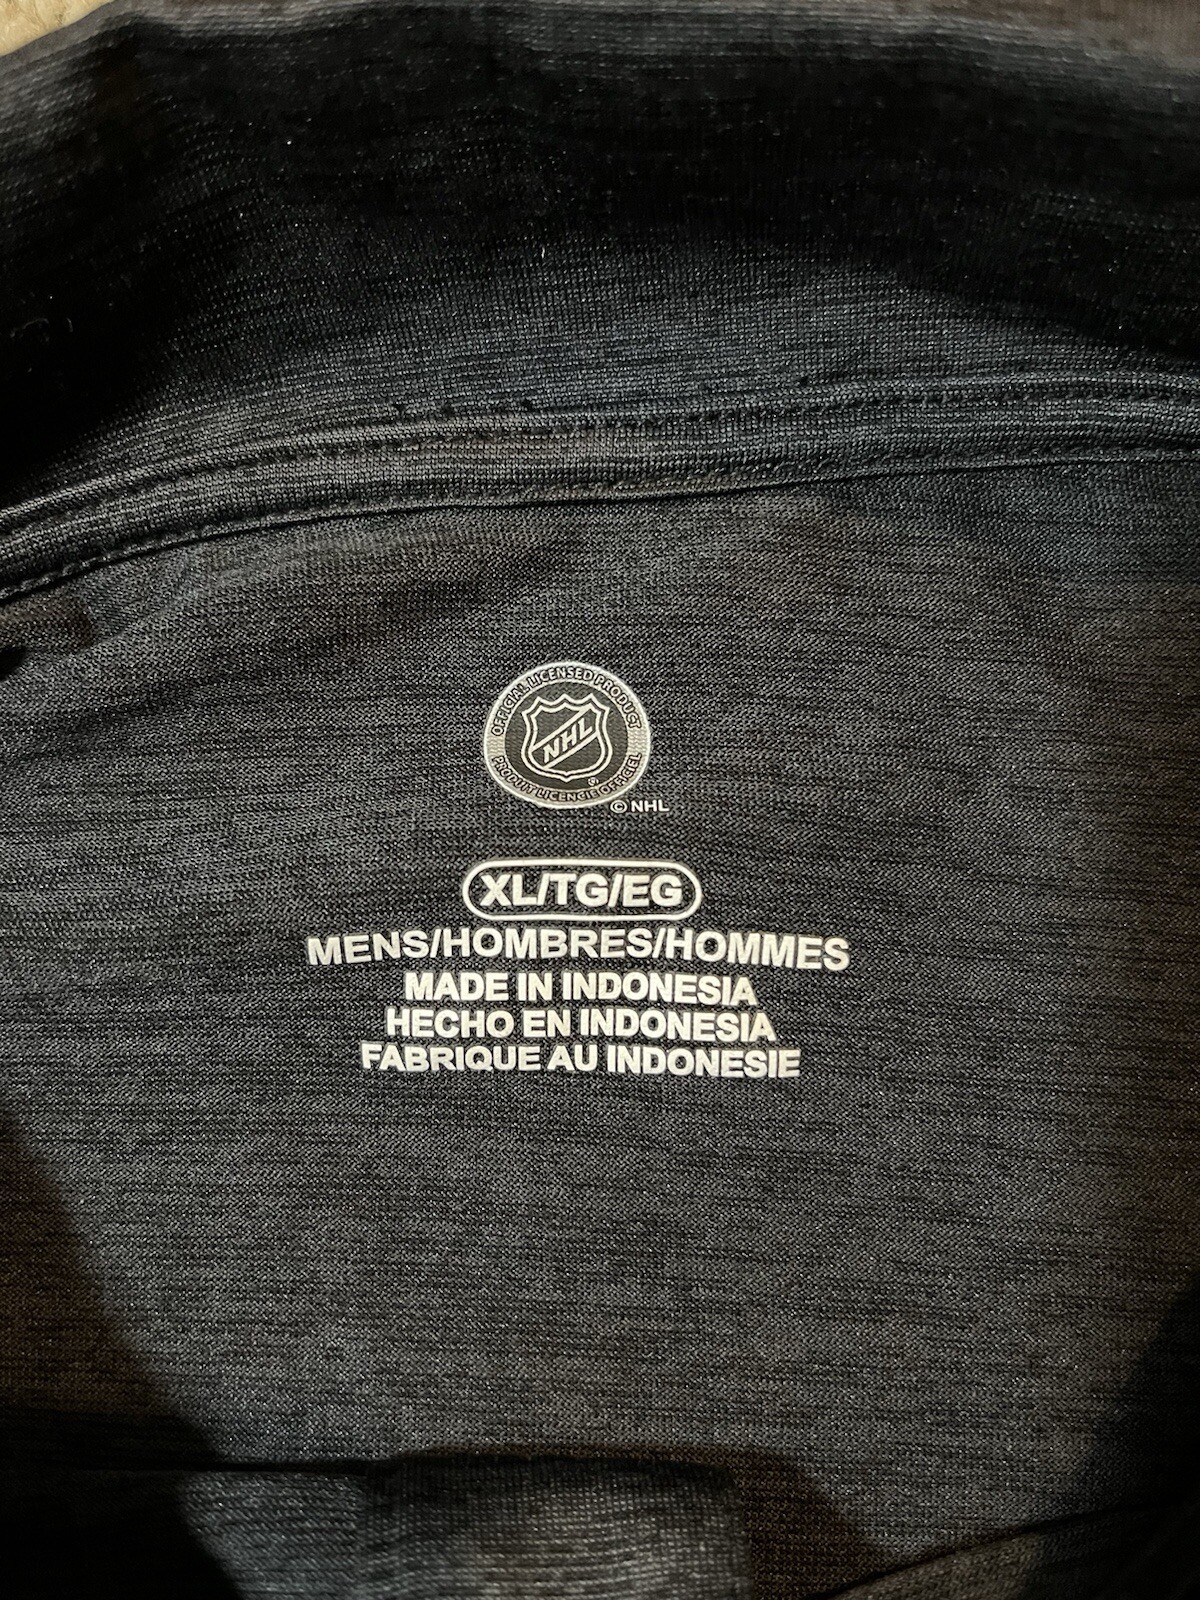 OFFICIAL LICENSED PRODUCT
NHL
®
PRODUIT LICENCIE OFFICIEL
© NHL
XL/TG/EG
MENS/HOMBRES/HOMMES
MADE IN INDONESIA
HECHO EN INDONESIA
FABRIQUE AU INDONESIE